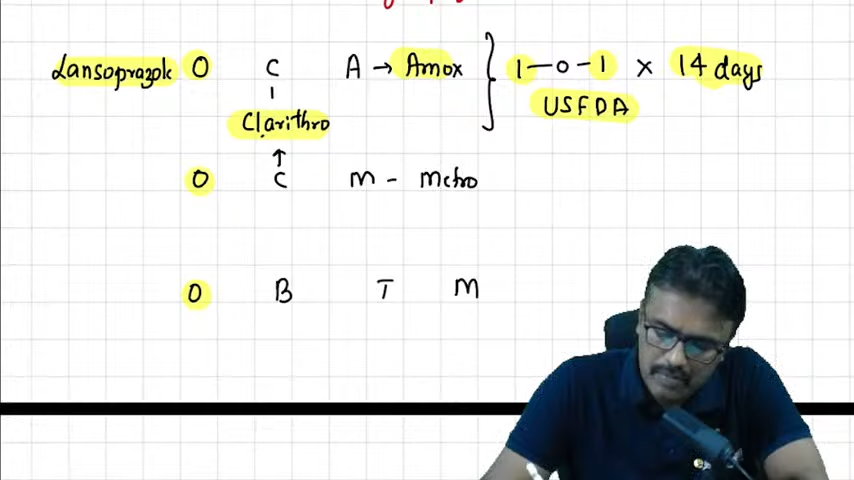 Lansoprazole O C A → Amox } 1-0-1 x 14 days
Clarithro USFDA
↑
O C M - Metro
O B T M